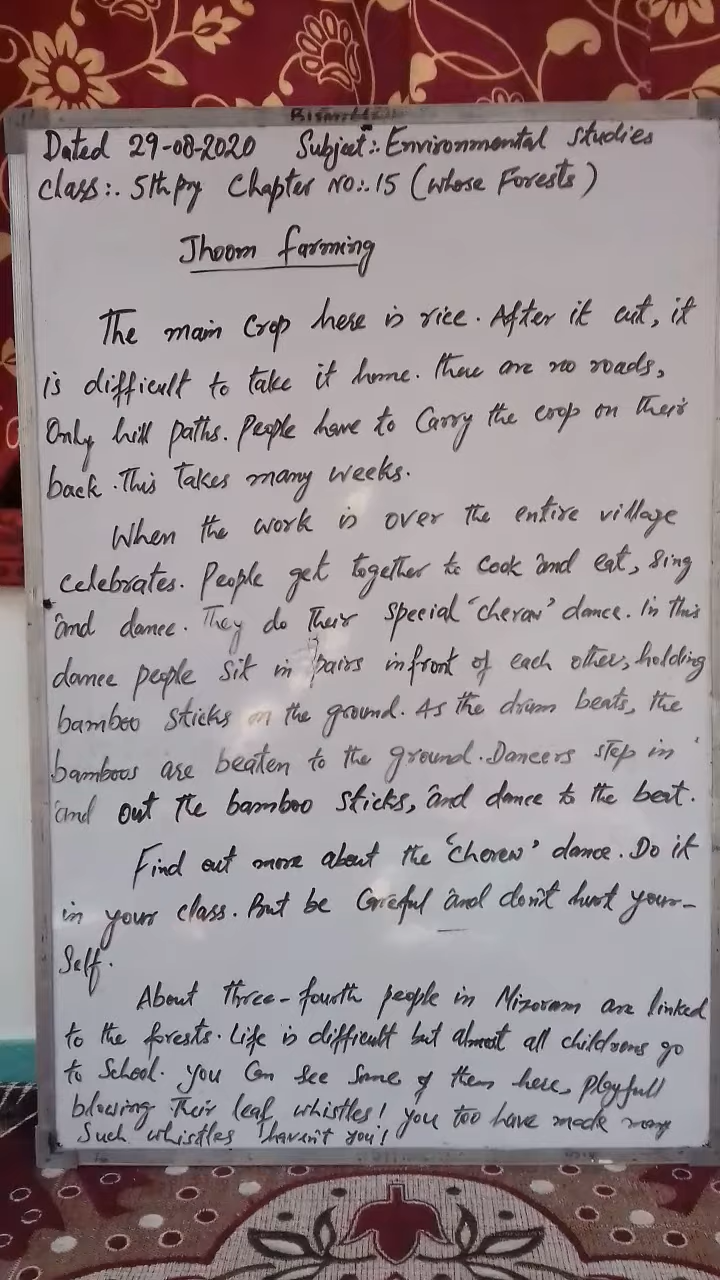 Dated 29-08-2020 Subject:. Environmental studies
Class:. 5th pry Chapter No:.15 (whose Forests)
Jhoom farming
The main crop here is rice. After it cut, it
is difficult to take it home. there are no roads,
Only hill paths. People have to Carry the crop on their
back. This takes many weeks.
When the work is over the entire village
celebrates. People get together to cook and eat, sing
and dance. They do their special 'cheraw' dance. In this
dance people sit in pairs infront of each other, holding
bamboo sticks on the ground. As the drum beats, the
bamboos are beaten to the ground. Dancers step in
and out the bamboo sticks, and dance to the beat.
Find out more about the 'cherew' dance. Do it
in your class. But be Careful and don't hurt your-
Self.
About three-fourth people in Mizoram are linked
to the forests. Life is difficult but almost all childrens go
to School. You Can see Some of them here, playfull
blowing Their leaf whistles! you too have made many
Such whistles haven't you!